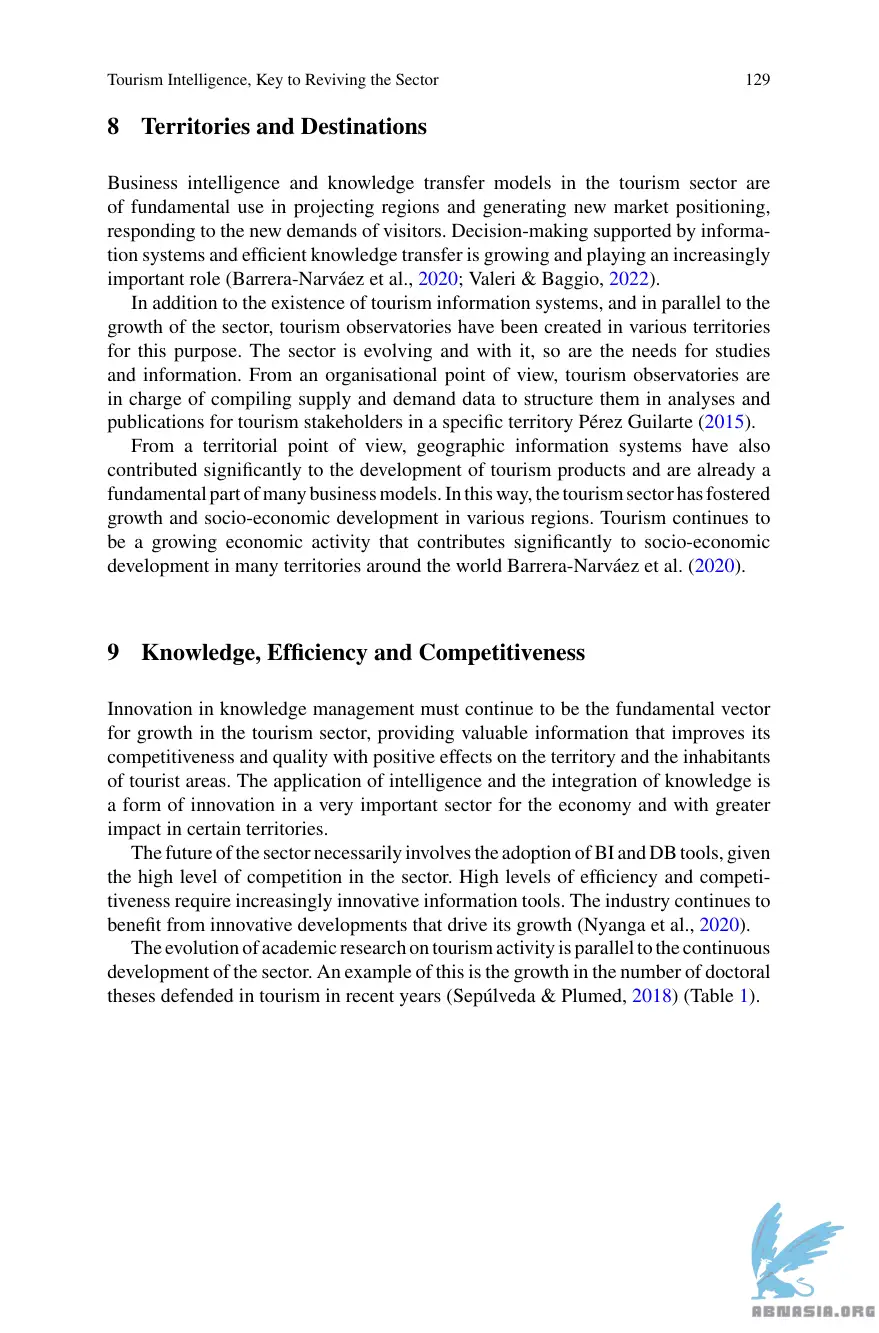 Tourism Intelligence, Key to Reviving the Sector 129
8 Territories and Destinations
Business intelligence and knowledge transfer models in the tourism sector are
of fundamental use in projecting regions and generating new market positioning,
responding to the new demands of visitors. Decision-making supported by informa-
tion systems and efficient knowledge transfer is growing and playing an increasingly
important role (Barrera-Narváez et al., 2020; Valeri & Baggio, 2022).
In addition to the existence of tourism information systems, and in parallel to the
growth of the sector, tourism observatories have been created in various territories
for this purpose. The sector is evolving and with it, so are the needs for studies
and information. From an organisational point of view, tourism observatories are
in charge of compiling supply and demand data to structure them in analyses and
publications for tourism stakeholders in a specific territory Pérez Guilarte (2015).
From a territorial point of view, geographic information systems have also
contributed significantly to the development of tourism products and are already a
fundamental part of many business models. In this way, the tourism sector has fostered
growth and socio-economic development in various regions. Tourism continues to
be a growing economic activity that contributes significantly to socio-economic
development in many territories around the world Barrera-Narváez et al. (2020).
9 Knowledge, Efficiency and Competitiveness
Innovation in knowledge management must continue to be the fundamental vector
for growth in the tourism sector, providing valuable information that improves its
competitiveness and quality with positive effects on the territory and the inhabitants
of tourist areas. The application of intelligence and the integration of knowledge is
a form of innovation in a very important sector for the economy and with greater
impact in certain territories.
The future of the sector necessarily involves the adoption of BI and DB tools, given
the high level of competition in the sector. High levels of efficiency and competi-
tiveness require increasingly innovative information tools. The industry continues to
benefit from innovative developments that drive its growth (Nyanga et al., 2020).
The evolution of academic research on tourism activity is parallel to the continuous
development of the sector. An example of this is the growth in the number of doctoral
theses defended in tourism in recent years (Sepúlveda & Plumed, 2018) (Table 1).
ABNASIA.ORG